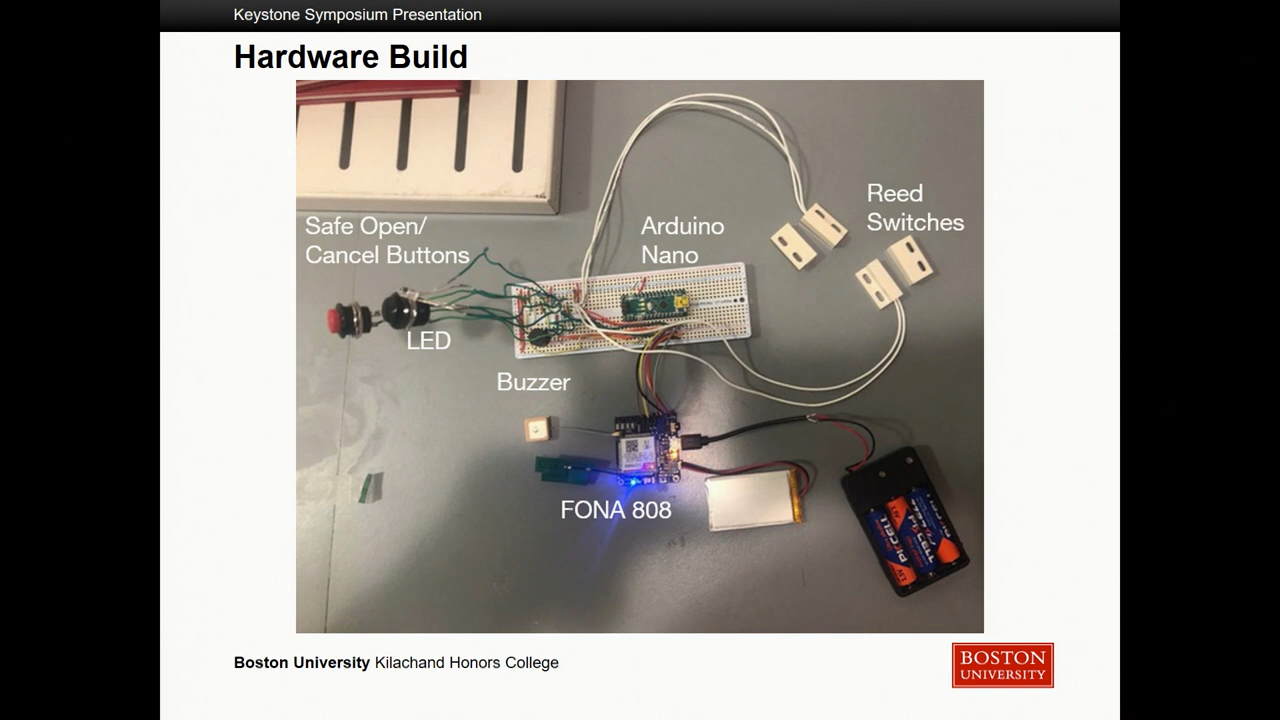 Keystone Symposium Presentation
Hardware Build
Reed
Switches
Safe Open/
Cancel Buttons
Arduino
Nano
LED
Buzzer
FONA 808
PKCELL
Boston University Kilachand Honors College
BOSTON
UNIVERSITY